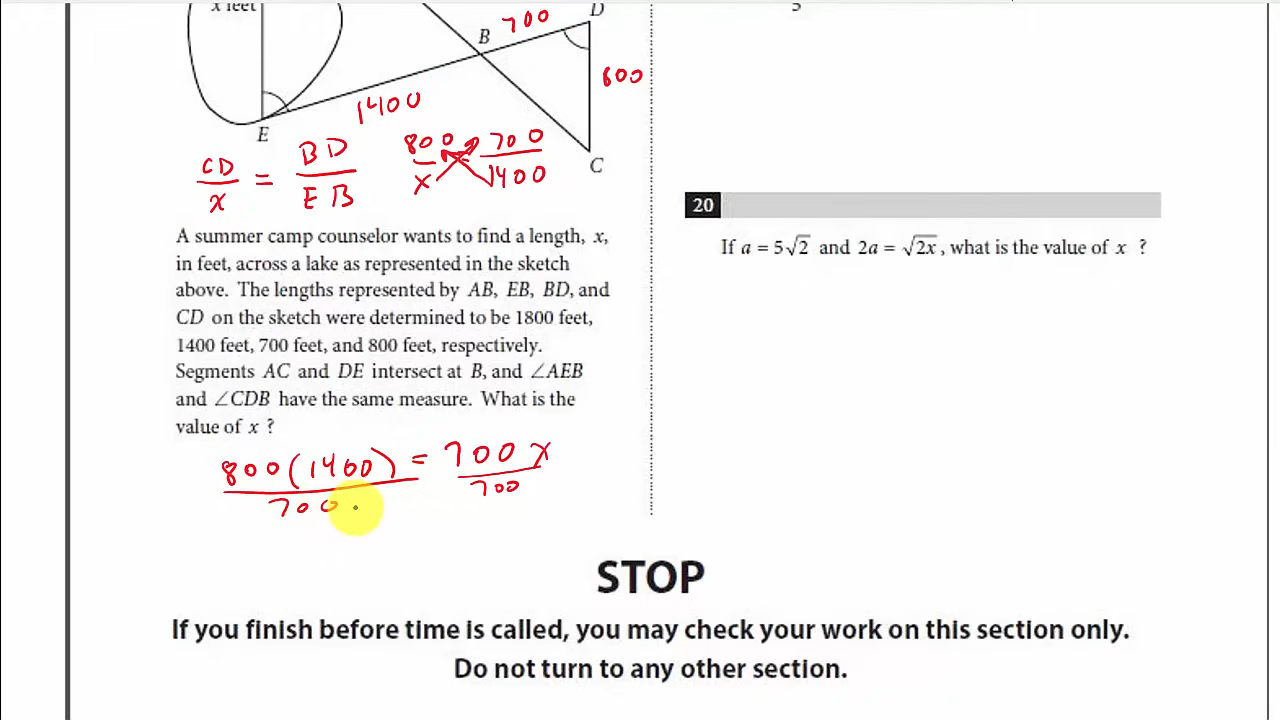 x feet
D
700
B
800
1400
E
C
CD/x = BD/EB
800/x = 700/1400
A summer camp counselor wants to find a length, x,
in feet, across a lake as represented in the sketch
above. The lengths represented by AB, EB, BD, and
CD on the sketch were determined to be 1800 feet,
1400 feet, 700 feet, and 800 feet, respectively.
Segments AC and DE intersect at B, and ∠AEB
and ∠CDB have the same measure. What is the
value of x ?
800(1400) = 700x
700 700
5
20
If a = 5√2 and 2a = √2x, what is the value of x ?
STOP
If you finish before time is called, you may check your work on this section only.
Do not turn to any other section.